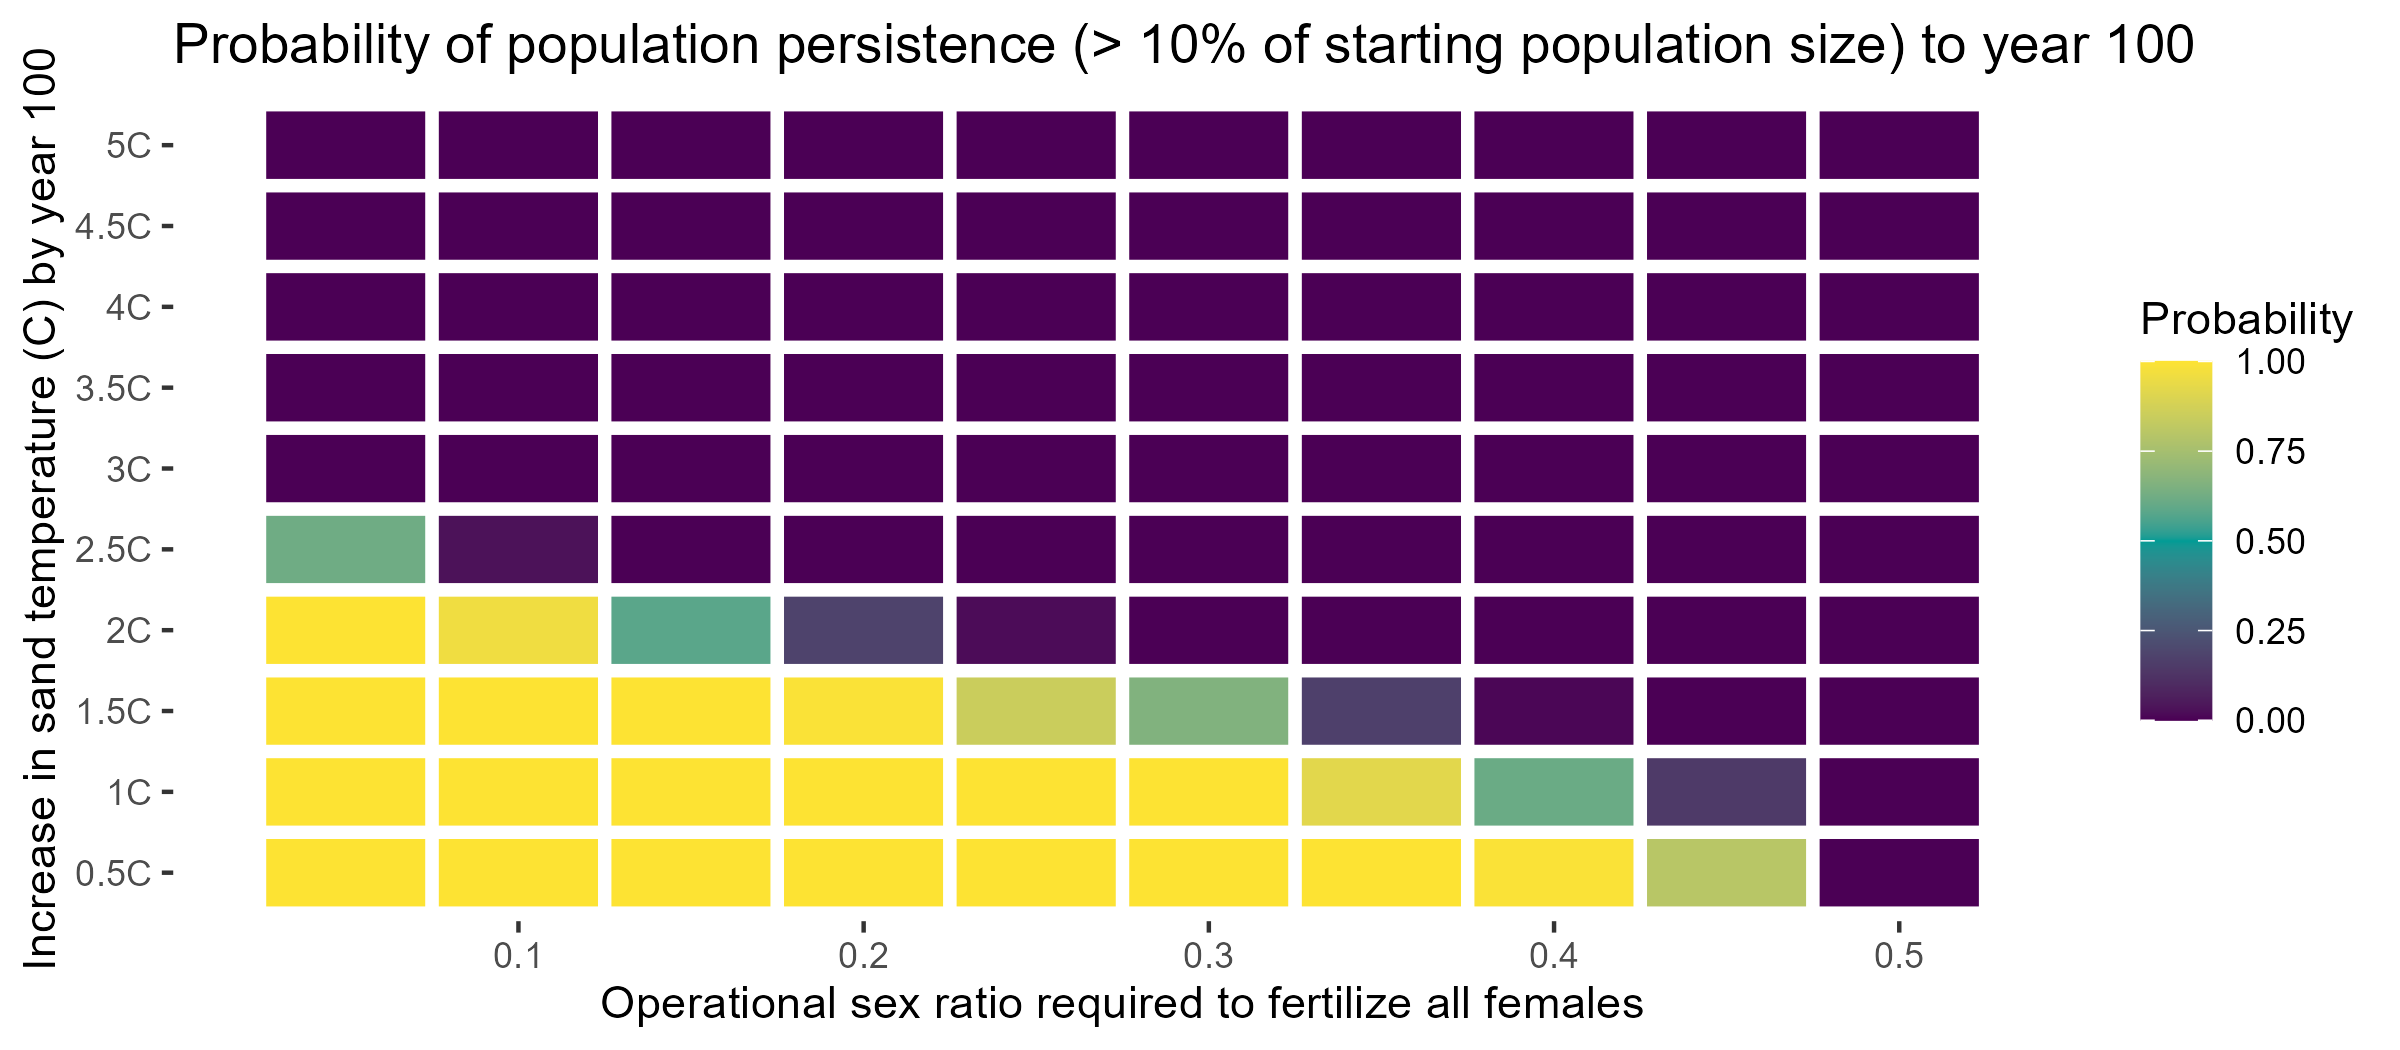 Probability of population persistence (> 10% of starting population size) to year 100
Increase in sand temperature (C) by year 100
5C
4.5C
4C
3.5C
3C
2.5C
2C
1.5C
1C
0.5C
0.1
0.2
0.3
0.4
0.5
Operational sex ratio required to fertilize all females
Probability
1.00
0.75
0.50
0.25
0.00